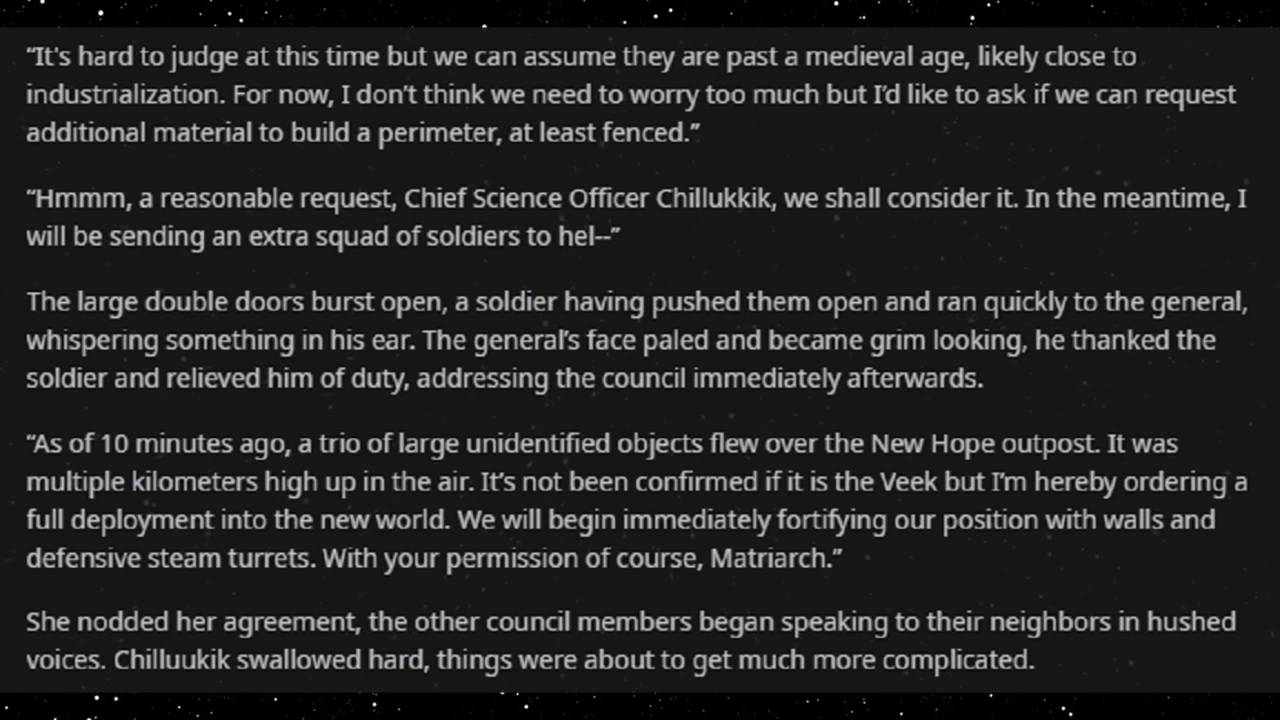 “It's hard to judge at this time but we can assume they are past a medieval age, likely close to
industrialization. For now, I don’t think we need to worry too much but I’d like to ask if we can request
additional material to build a perimeter, at least fenced.”
“Hmmm, a reasonable request, Chief Science Officer Chillukkik, we shall consider it. In the meantime, I
will be sending an extra squad of soldiers to hel--”
The large double doors burst open, a soldier having pushed them open and ran quickly to the general,
whispering something in his ear. The general’s face paled and became grim looking, he thanked the
soldier and relieved him of duty, addressing the council immediately afterwards.
“As of 10 minutes ago, a trio of large unidentified objects flew over the New Hope outpost. It was
multiple kilometers high up in the air. It’s not been confirmed if it is the Veek but I’m hereby ordering a
full deployment into the new world. We will begin immediately fortifying our position with walls and
defensive steam turrets. With your permission of course, Matriarch.”
She nodded her agreement, the other council members began speaking to their neighbors in hushed
voices. Chilluukik swallowed hard, things were about to get much more complicated.